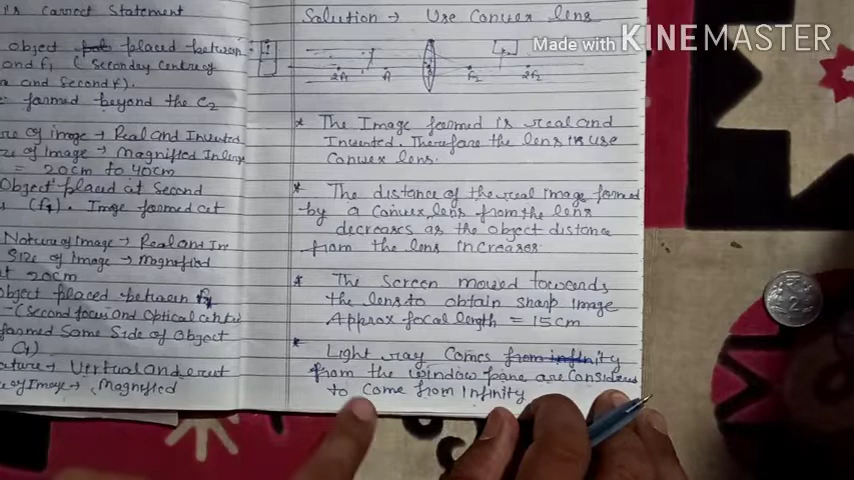 is Correct Statement
object placed between
and F1 (Secondary centre of
and Second F).
formed beyond the C2
of image → Real and Inverted
ze of image → Magnified
= 20cm to 40cm
Object placed at Second
Image formed at
Nature of Image → Real and In
Size of Image → Magnified
at 20cm
object placed between
(Second focus and optical cente
formed Same Side of Object
ature → Virtual and erect
e of Image → Magnified
Solution → Use Convex lens
2F1 F1 F2 2F2
* The Image formed is real and
Inverted. Therefore the lens is use
Convex lens.
* The distance of the real image formed
by a Convex lens from the lens
decreases as the object distance
from the lens increases.
* The Screen moved towards
the lens to obtain sharp image
Approx focal length = 15cm
* Light ray Comes from infinity
from the window pane are Considered
to Come from Infinity
Made with KINEMASTER